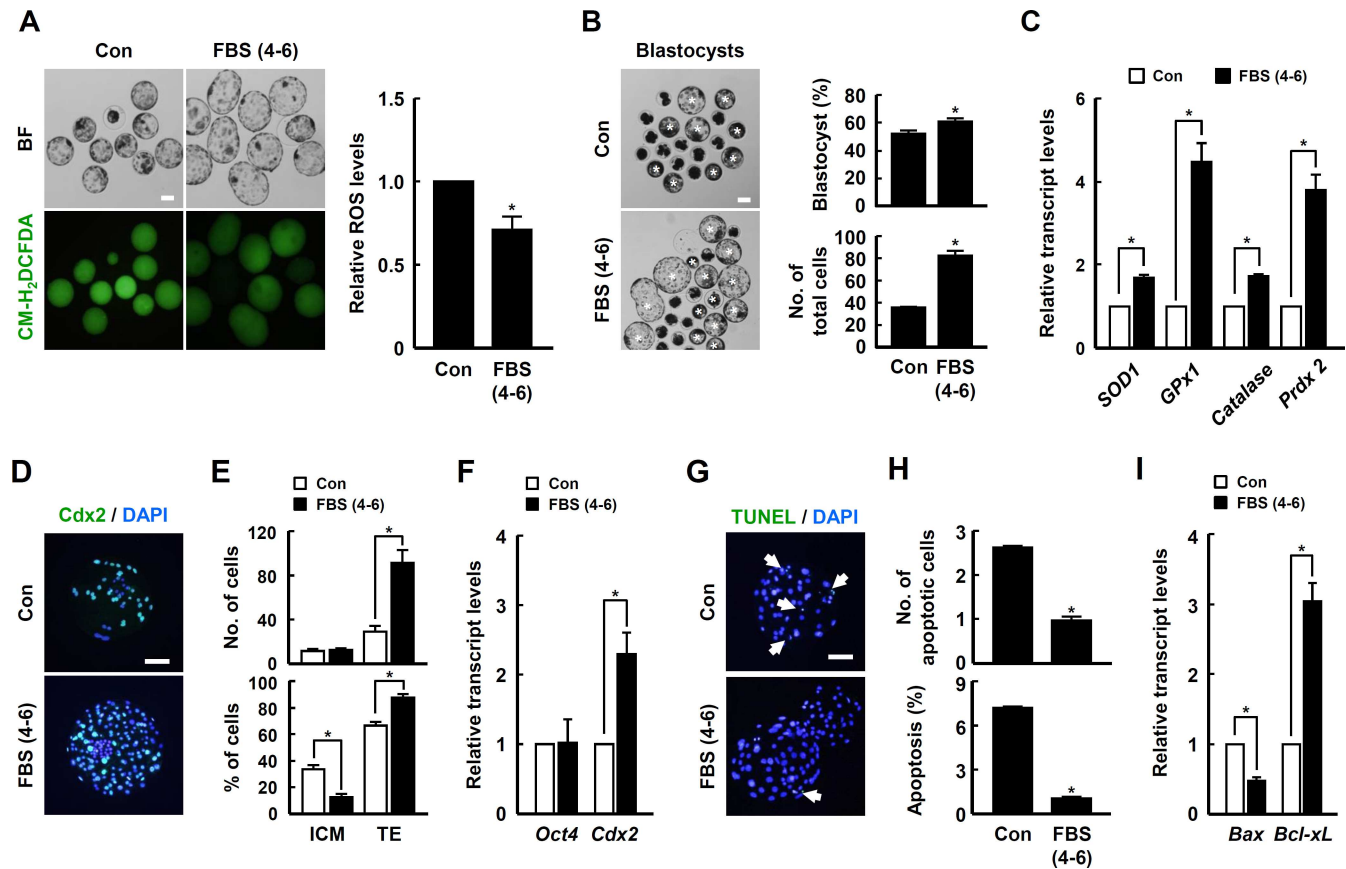 A
Con
FBS (4-6)
BF
CM-H₂DCFDA
Relative ROS levels
1.5
1.0
0.5
0
*
Con
FBS
(4-6)
B
Blastocysts
Con
FBS (4-6)
* * * * * * * * *
* * * * * * * * * * * * *
Blastocyst (%)
80
60
40
20
0
*
No. of
total cells
100
80
60
40
20
0
*
Con
FBS
(4-6)
C
Con
FBS (4-6)
Relative transcript levels
6
4
2
0
*
*
*
*
SOD1
GPx1
Catalase
Prdx 2
D
Cdx2 / DAPI
Con
FBS (4-6)
E
Con
FBS (4-6)
No. of cells
120
80
40
0
*
% of cells
100
80
60
40
20
0
*
*
ICM
TE
F
Con
FBS (4-6)
Relative transcript levels
4
3
2
1
0
*
Oct4
Cdx2
G
TUNEL / DAPI
Con
FBS (4-6)
H
No. of
apoptotic cells
3
2
1
0
*
Apoptosis (%)
9
6
3
0
*
Con
FBS
(4-6)
I
Con
FBS (4-6)
Relative transcript levels
4
3
2
1
0
*
*
Bax
Bcl-xL